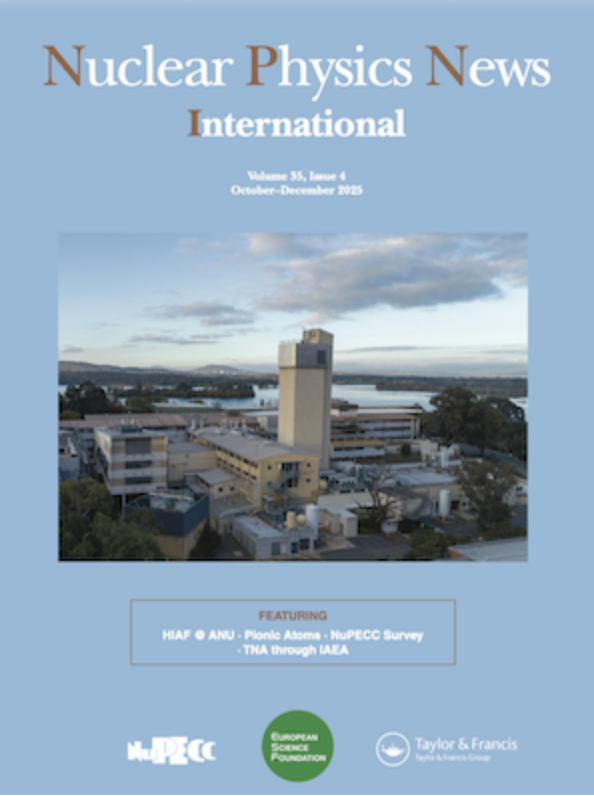 Nuclear Physics News
International
Volume 35, Issue 4
October–December 2025
FEATURING
HIAF @ ANU · Pionic Atoms · NuPECC Survey
· TNA through IAEA
NuPECC
EUROPEAN
SCIENCE
FOUNDATION
Taylor & Francis
Taylor & Francis Group